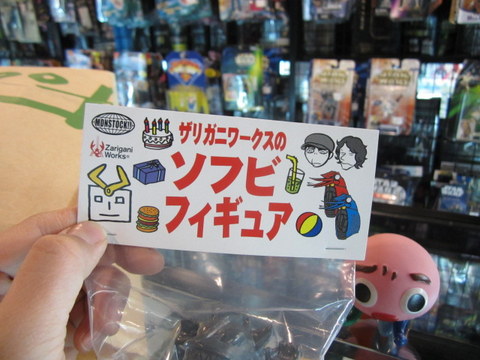 MONSTOCK!!
Zarigani
Works®
ザリガニワークスの
ソフビ
フィギュア